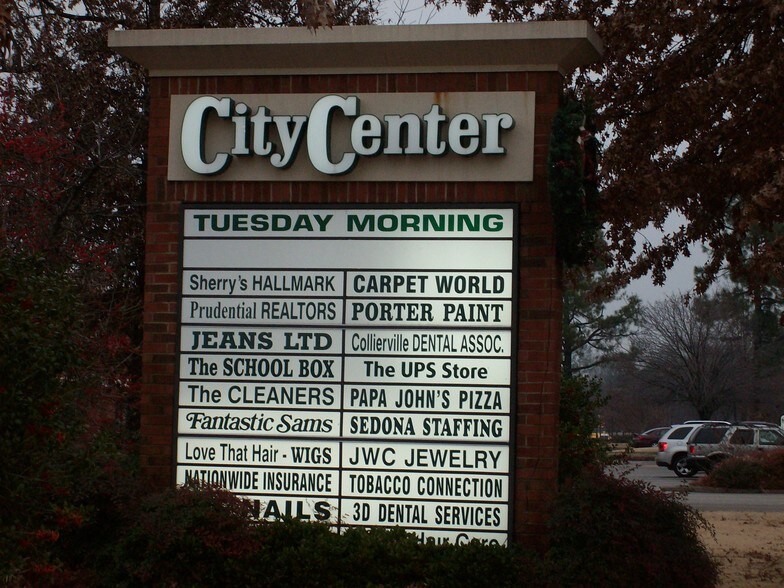 CityCenter
TUESDAY MORNING
Sherry's HALLMARK
CARPET WORLD
Prudential REALTORS
PORTER PAINT
JEANS LTD
Collierville DENTAL ASSOC.
The SCHOOL BOX
The UPS Store
The CLEANERS
PAPA JOHN'S PIZZA
Fantastic Sams
SEDONA STAFFING
Love That Hair - WIGS
JWC JEWELRY
NATIONWIDE INSURANCE
TOBACCO CONNECTION
NAILS
3D DENTAL SERVICES
Hair Care